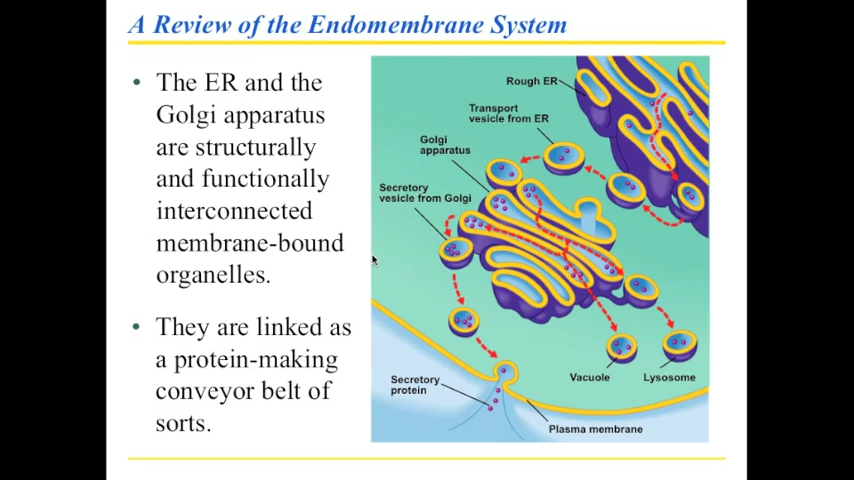 A Review of the Endomembrane System
• The ER and the
Golgi apparatus
are structurally
and functionally
interconnected
membrane-bound
organelles.
• They are linked as
a protein-making
conveyor belt of
sorts.
Rough ER
Transport
vesicle from ER
Golgi
apparatus
Secretory
vesicle from Golgi
Vacuole
Lysosome
Secretory
protein
Plasma membrane